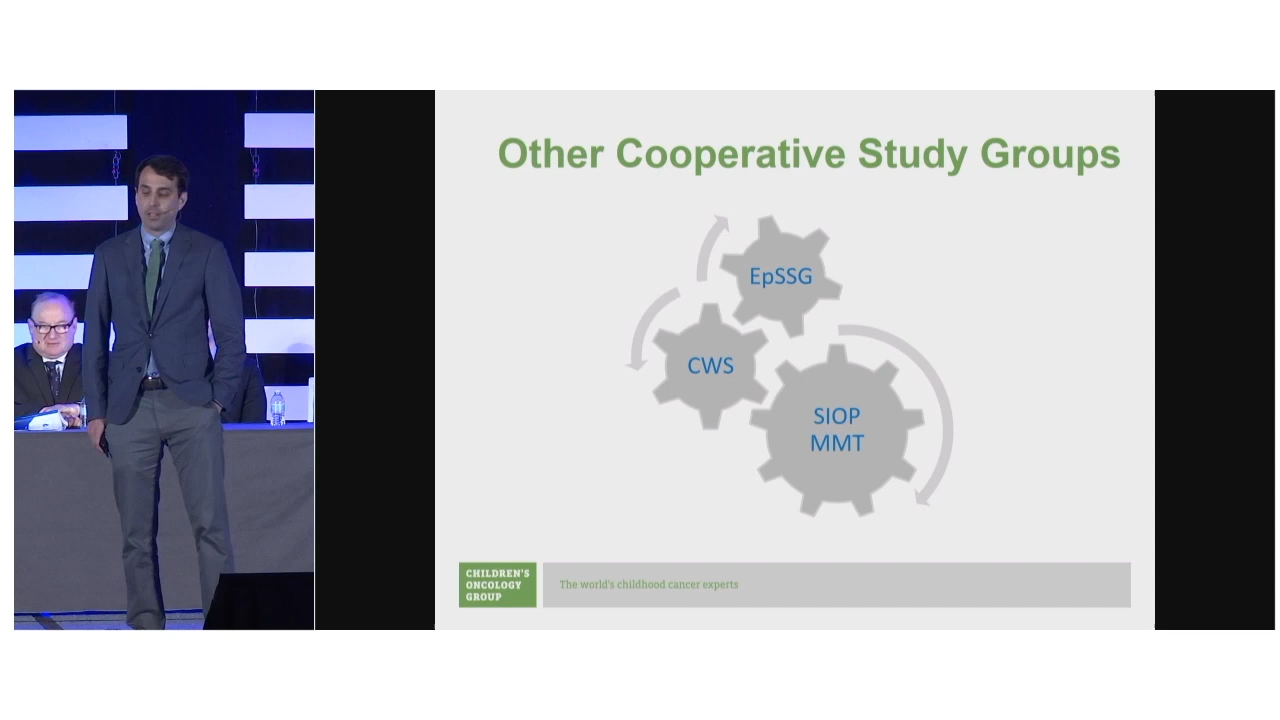 Other Cooperative Study Groups
EpSSG
CWS
SIOP
MMT
CHILDREN'S
ONCOLOGY
GROUP
The world's childhood cancer experts